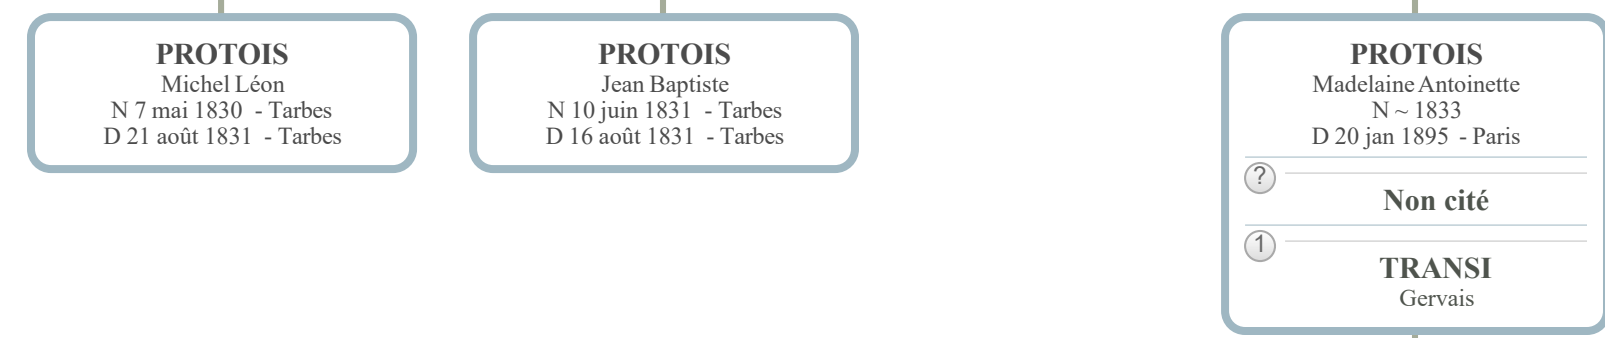 PROTOIS
Michel Léon
N 7 mai 1830 - Tarbes
D 21 août 1831 - Tarbes
PROTOIS
Jean Baptiste
N 10 juin 1831 - Tarbes
D 16 août 1831 - Tarbes
PROTOIS
Madelaine Antoinette
N ~ 1833
D 20 jan 1895 - Paris
?
Non cité
1
TRANSI
Gervais